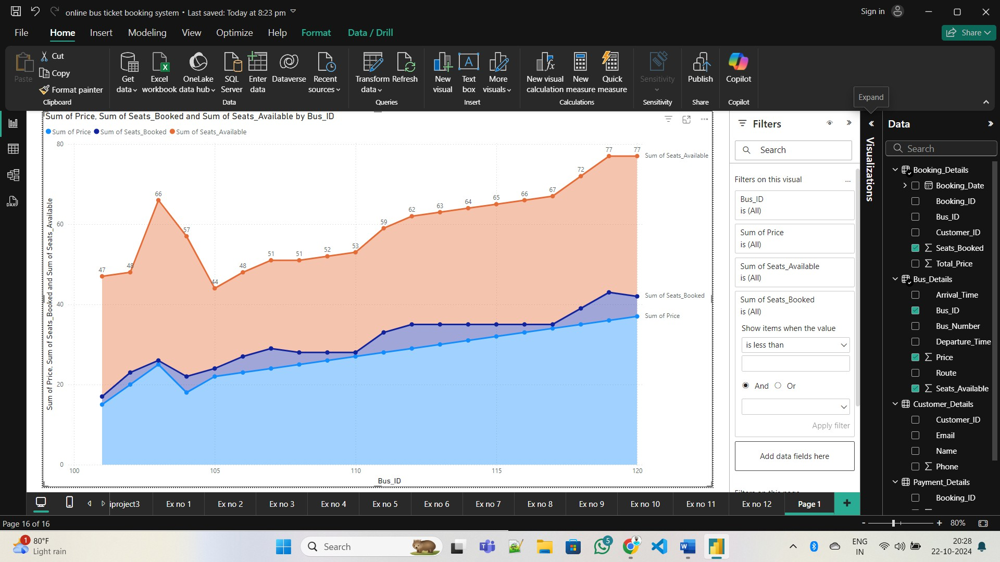 online bus ticket booking system • Last saved: Today at 8:23 pm
Sign in
File
Home
Insert
Modeling
View
Optimize
Help
Format
Data / Drill
Share
Paste
Cut
Copy
Format painter
Clipboard
Get data
Excel workbook
OneLake data hub
SQL Server
Enter data
Dataverse
Recent sources
Data
Transform data
Refresh
Queries
New visual
Text box
More visuals
Insert
New visual calculation
New measure
Quick measure
Calculations
Sensitivity
Sensitivity
Publish
Share
Copilot
Copilot
Expand
Sum of Price, Sum of Seats_Booked and Sum of Seats_Available by Bus_ID
Sum of Price
Sum of Seats_Booked
Sum of Seats_Available
Sum of Price, Sum of Seats_Booked and Sum of Seats_Available
80
60
40
20
0
47
48
66
57
44
48
51
51
52
53
59
62
63
64
65
66
67
72
77
77
Sum of Seats_Available
Sum of Seats_Booked
Sum of Price
100
105
110
115
120
Bus_ID
Filters
Search
Filters on this visual
...
Bus_ID
is (All)
Sum of Price
is (All)
Sum of Seats_Available
is (All)
Sum of Seats_Booked
is (All)
Show items when the value
is less than
And
Or
Apply filter
Add data fields here
Filters on this page
Visualizations
Data
Search
Booking_Details
Booking_Date
Booking_ID
Bus_ID
Customer_ID
Seats_Booked
Total_Price
Bus_Details
Arrival_Time
Bus_ID
Bus_Number
Departure_Time
Price
Route
Seats_Available
Customer_Details
Customer_ID
Email
Name
Phone
Payment_Details
Booking_ID
iproject3
Ex no 1
Ex no 2
Ex no 3
Ex no 4
Ex no 5
Ex no 6
Ex no 7
Ex no 8
Ex no 9
Ex no 10
Ex no 11
Ex no 12
Page 1
+
Page 16 of 16
- + 80%
1
80°F
Light rain
Search
5
ENG
IN
20:28
22-10-2024